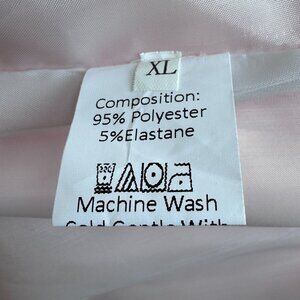 XL
Composition:
95% Polyester
5%Elastane
Machine Wash
Cold Gentle With